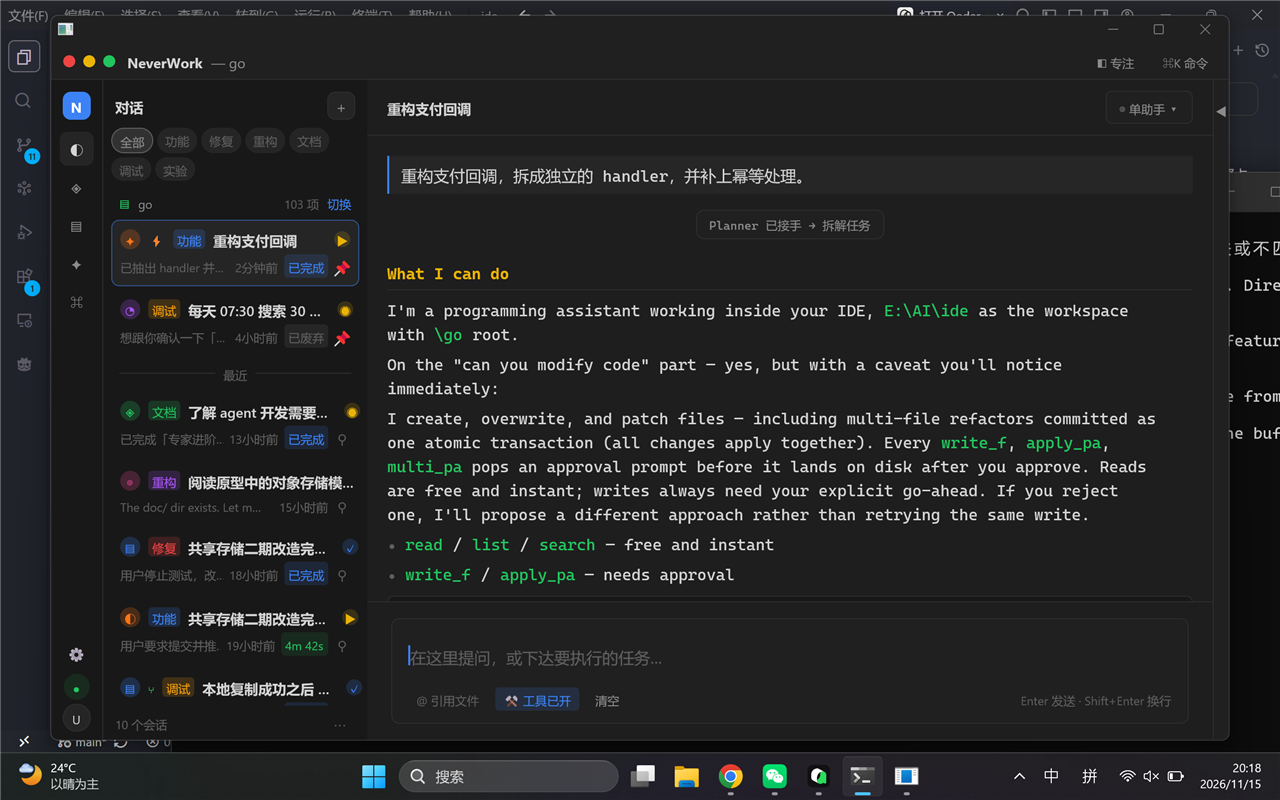 文件(F)
NeverWork — go
专注
⌘K 命令
N
对话
+
全部
功能
修复
重构
文档
调试
实验
go
103 项
切换
功能
重构支付回调
已抽出 handler 并...
2分钟前
已完成
调试
每天 07:30 搜索 30 ...
想跟你确认一下「...
4小时前
已废弃
最近
文档
了解 agent 开发需要...
已完成「专家进阶..
13小时前
已完成
重构
阅读原型中的对象存储模...
The doc/ dir exists. Let m...
15小时前
修复
共享存储二期改造完...
用户停止测试，改..
18小时前
已完成
功能
共享存储二期改造完...
用户要求提交并推.
19小时前
4m 42s
调试
本地复制成功之后 ...
10 个会话
...
U
11
1
重构支付回调
单助手
重构支付回调，拆成独立的 handler，并补上幂等处理。
Planner 已接手 → 拆解任务
What I can do
I'm a programming assistant working inside your IDE, E:\AI\ide as the workspace
with \go root.
On the "can you modify code" part — yes, but with a caveat you'll notice
immediately:
I create, overwrite, and patch files — including multi-file refactors committed as
one atomic transaction (all changes apply together). Every write_f, apply_pa,
multi_pa pops an approval prompt before it lands on disk after you approve. Reads
are free and instant; writes always need your explicit go-ahead. If you reject
one, I'll propose a different approach rather than retrying the same write.
• read / list / search — free and instant
• write_f / apply_pa — needs approval
在这里提问，或下达要执行的任务...
@ 引用文件
工具已开
清空
Enter 发送 · Shift+Enter 换行
或不
. Dire
featur
e from
ne buf
main*
0
24°C
以晴为主
搜索
中
拼
20:18
2026/11/15